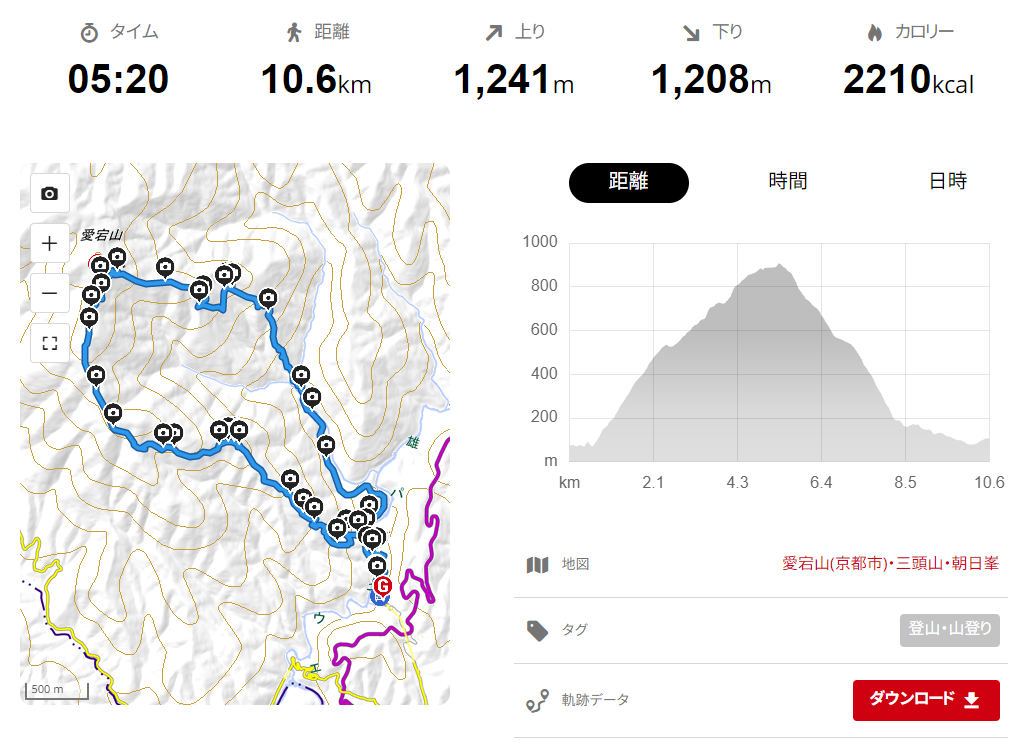 タイム 距離 上り 下り カロリー
05:20 10.6km 1,241m 1,208m 2210kcal
愛宕山
雄
パ
G
ウ
エ
500 m
距離 時間 日時
1000
800
600
400
200
m
km 2.1 4.3 6.4 8.5 10.6
地図 愛宕山(京都市)・三頭山・朝日峯
タグ 登山・山登り
軌跡データ ダウンロード